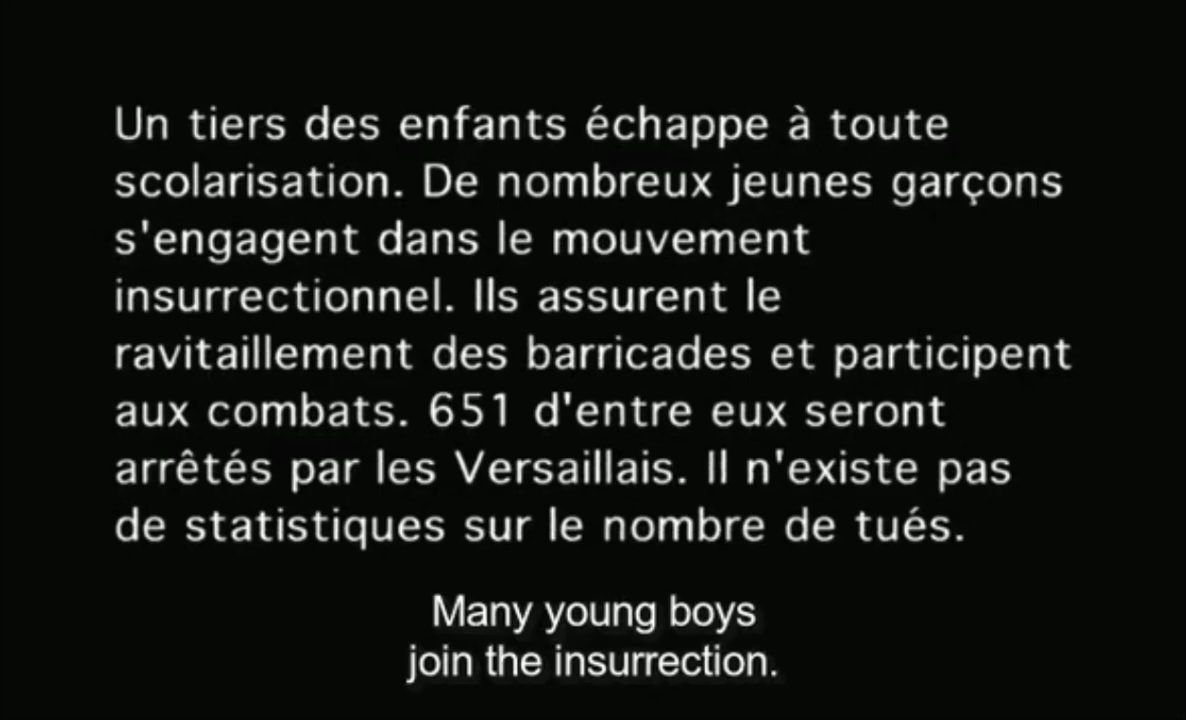 Un tiers des enfants échappe à toute
scolarisation. De nombreux jeunes garçons
s'engagent dans le mouvement
insurrectionnel. Ils assurent le
ravitaillement des barricades et participent
aux combats. 651 d'entre eux seront
arrêtés par les Versaillais. Il n'existe pas
de statistiques sur le nombre de tués.
Many young boys
join the insurrection.